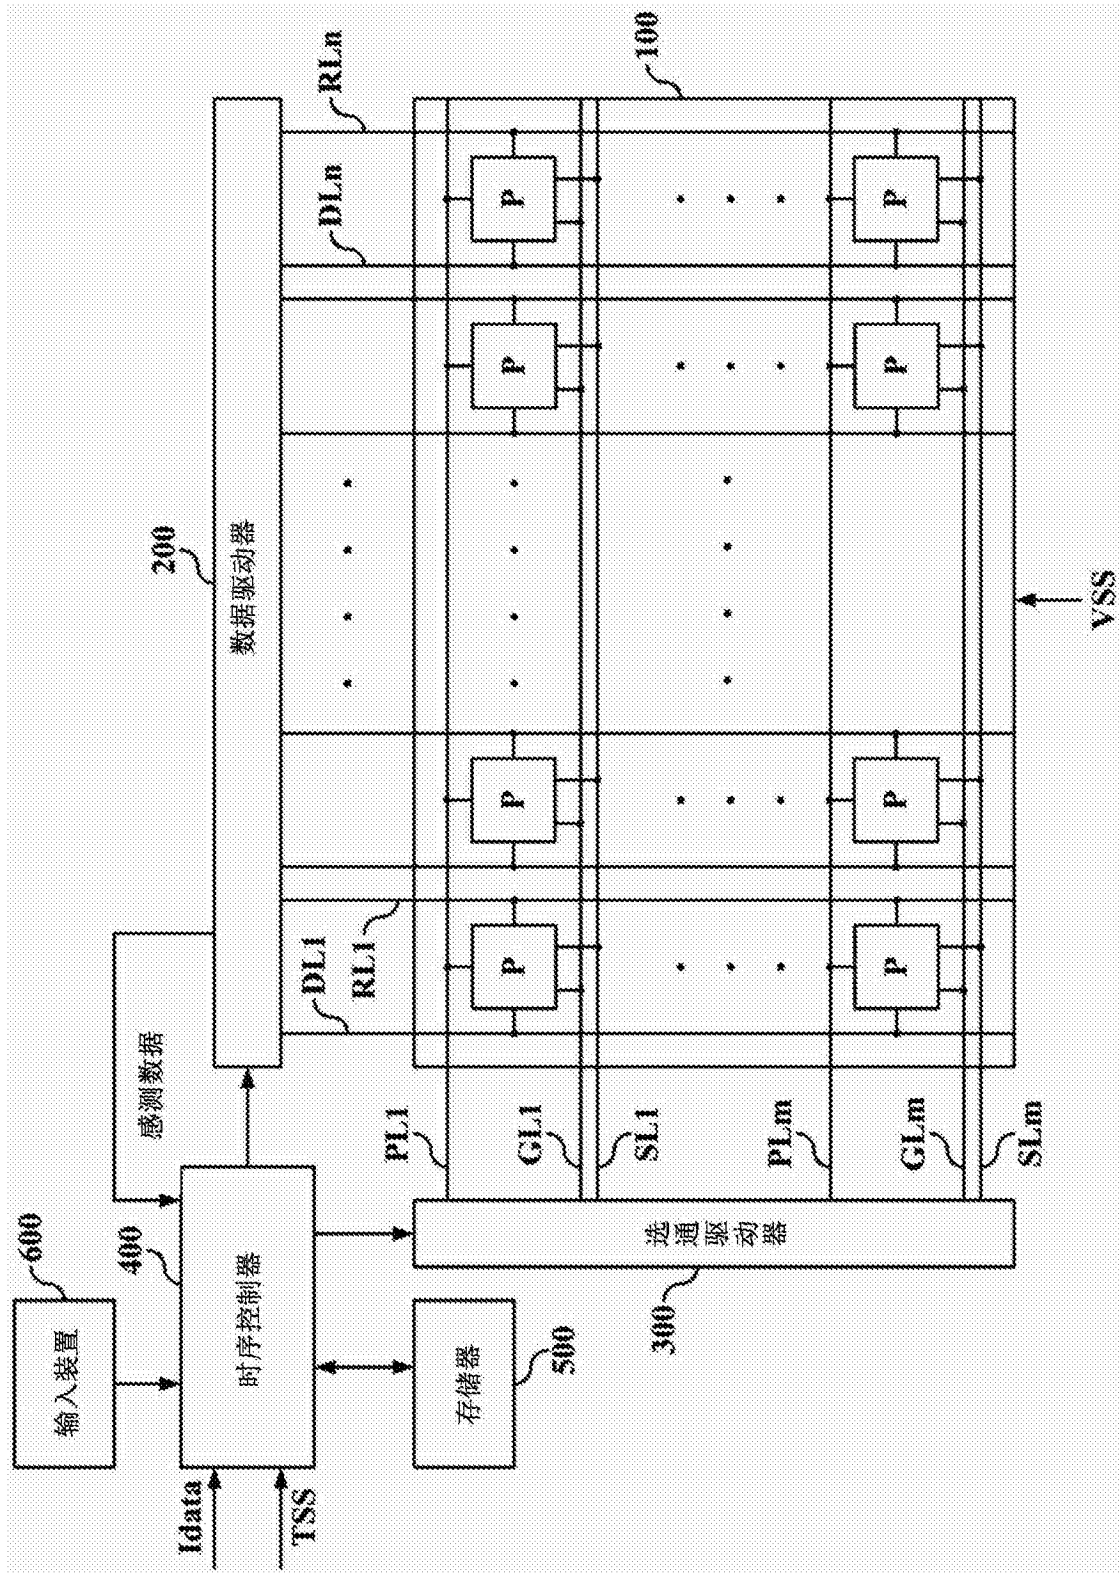 600
输入装置
400
感测数据
200
Idata
TSS
时序控制器
数据驱动器
DL1
RL1
DLn
RLn
500
存储器
300
选通驱动器
100
PL1
P
P
P
P
GL1
SL1
PLm
P
P
P
P
GLm
SLm
VSS